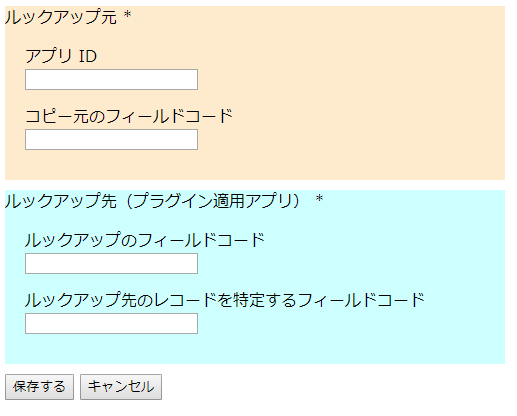 ルックアップ元 *
アプリ ID
コピー元のフィールドコード
ルックアップ先（プラグイン適用アプリ） *
ルックアップのフィールドコード
ルックアップ先のレコードを特定するフィールドコード
保存する キャンセル